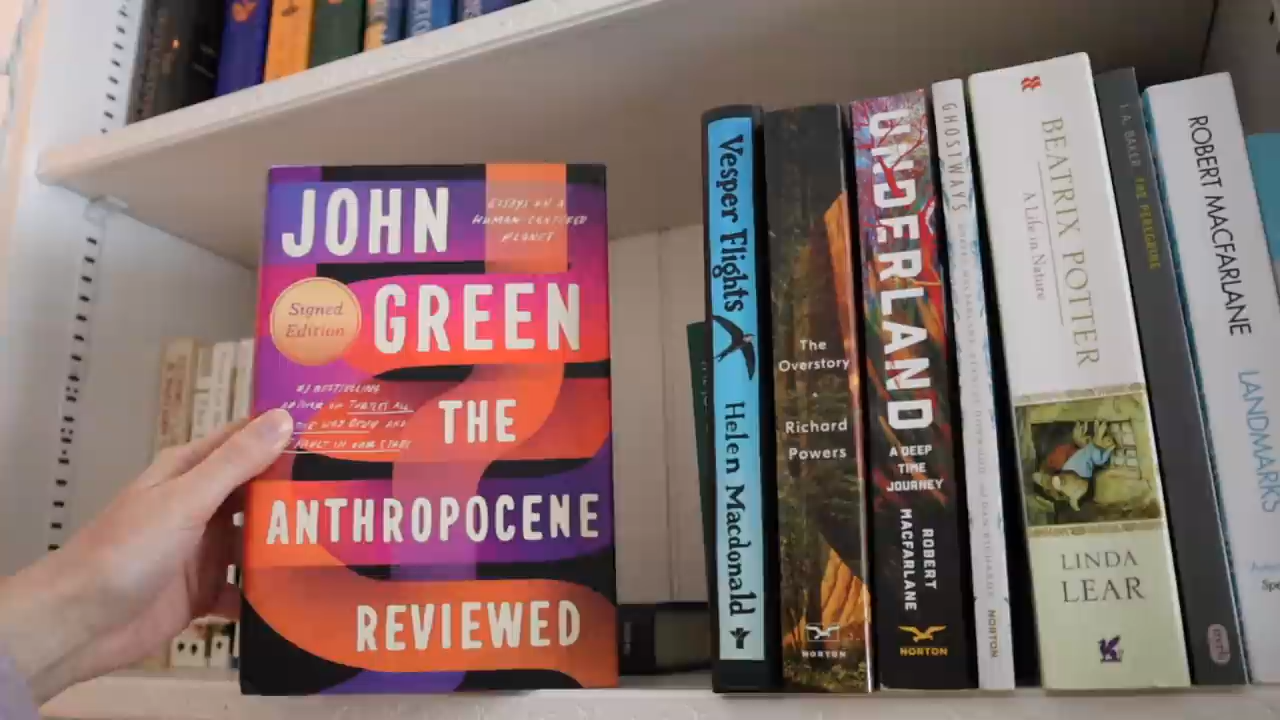 JOHN
ESSAYS ON A
HUMAN-CENTERED
PLANET
GREEN
Signed
Edition
#1 BESTSELLING
AUTHOR OF TURTLES ALL
THE WAY DOWN AND
FAULT IN OUR STARS
THE
ANTHROPOCENE
REVIEWED
Vesper Flights Helen Macdonald
The
Overstory
Richard
Powers
NORTON
UNDERLAND
A DEEP
TIME
JOURNEY
ROBERT
MACFARLANE
NORTON
GHOSTWAYS
NORTON
BEATRIX POTTER
A Life in Nature
LINDA
LEAR
J.A. BAKER THE PEREGRINE
ROBERT MACFARLANE
LANDMARKS